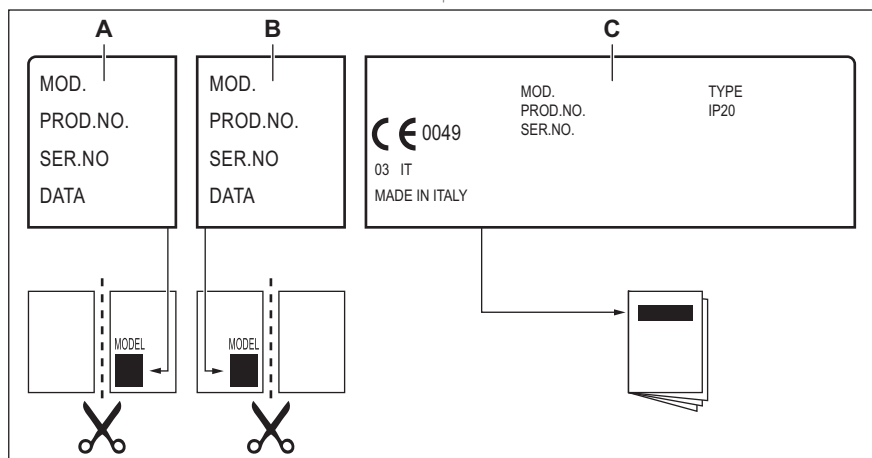 A
B
C
MOD.
PROD.NO.
SER.NO
DATA
MOD.
PROD.NO.
SER.NO
DATA
CE 0049
03 IT
MADE IN ITALY
MOD.
PROD.NO.
SER.NO.
TYPE
IP20
MODEL
MODEL